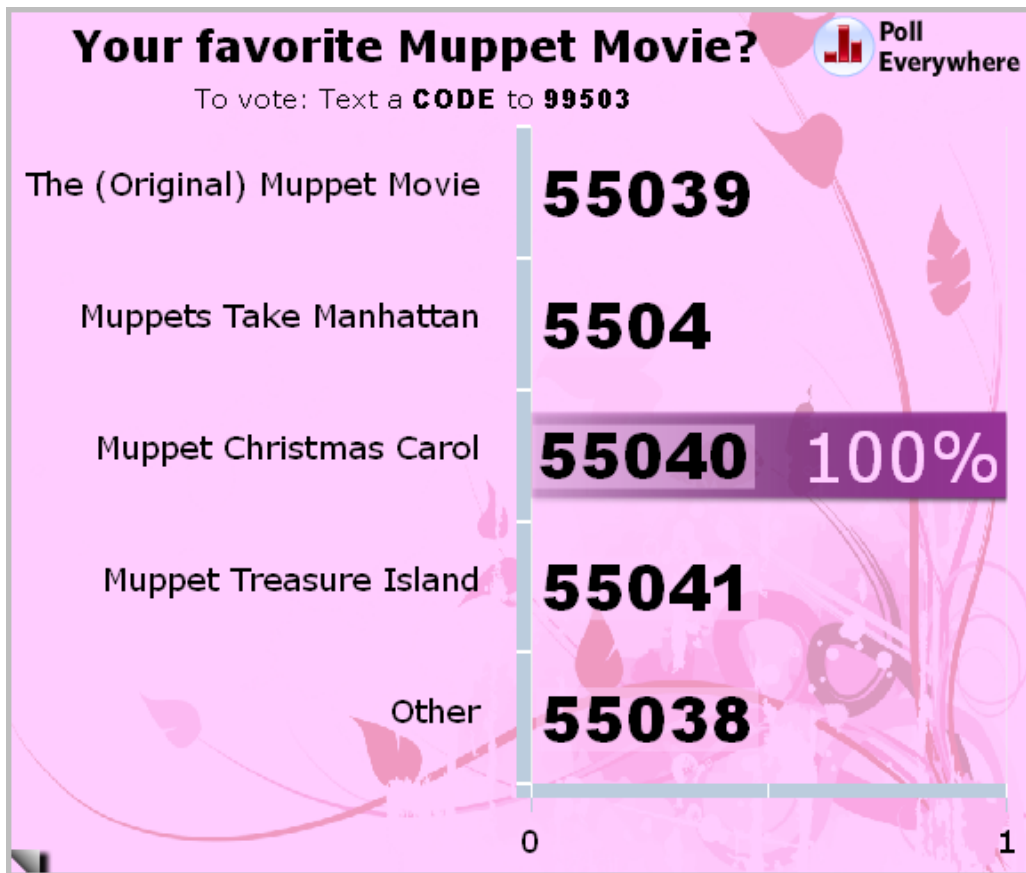 Your favorite Muppet Movie?
Poll
Everywhere
To vote: Text a CODE to 99503
The (Original) Muppet Movie 55039
Muppets Take Manhattan 5504
Muppet Christmas Carol 55040 100%
Muppet Treasure Island 55041
Other 55038
0 1